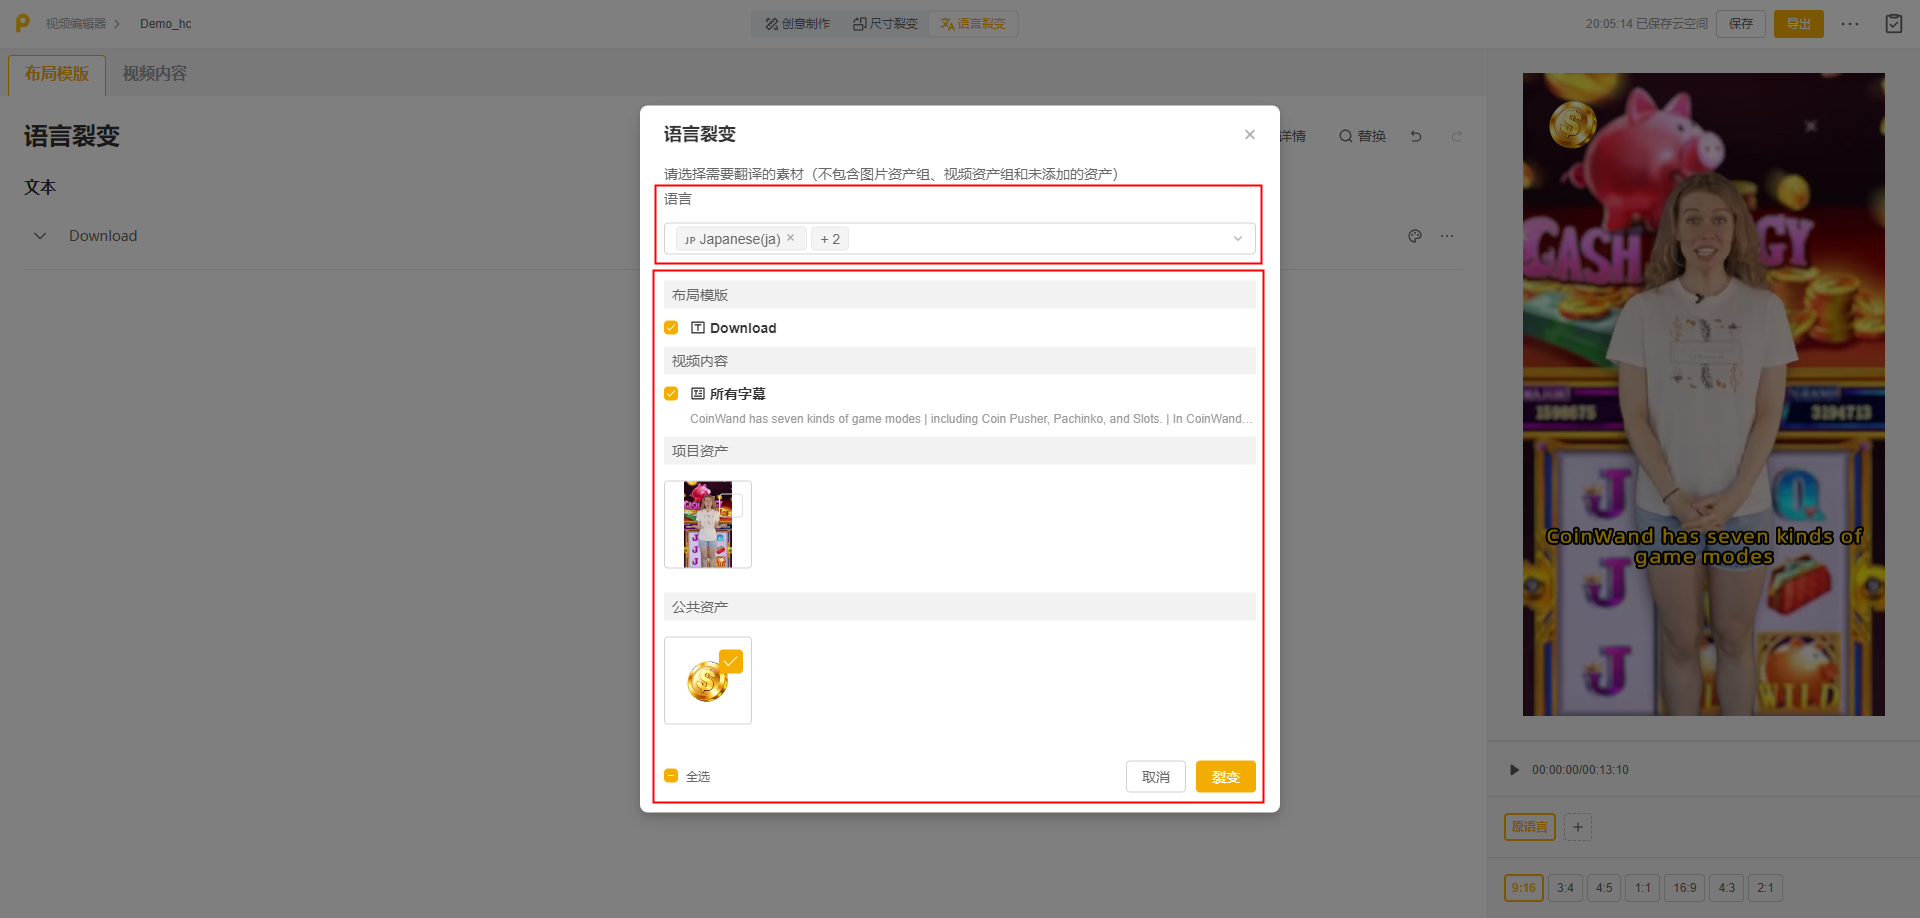 视频编辑器 > Demo_hc
创意制作
尺寸裂变
语言裂变
20:05:14 已保存云空间
保存
导出
布局模版
视频内容
语言裂变
详情
替换
文本
Download
语言裂变
请选择需要翻译的素材（不包含图片资产组、视频资产组和未添加的资产）
语言
JP Japanese(ja)
+ 2
布局模版
Download
视频内容
所有字幕
CoinWand has seven kinds of game modes | including Coin Pusher, Pachinko, and Slots. | In CoinWand...
项目资产
公共资产
全选
取消
裂变
CASH
GY
MAJOR
1598675
GRAND
3194713
J
Q
CoinWand has seven kinds of
game modes
J
J
WILD
00:00:00/00:13:10
原语言
+
9:16
3:4
4:5
1:1
16:9
4:3
2:1